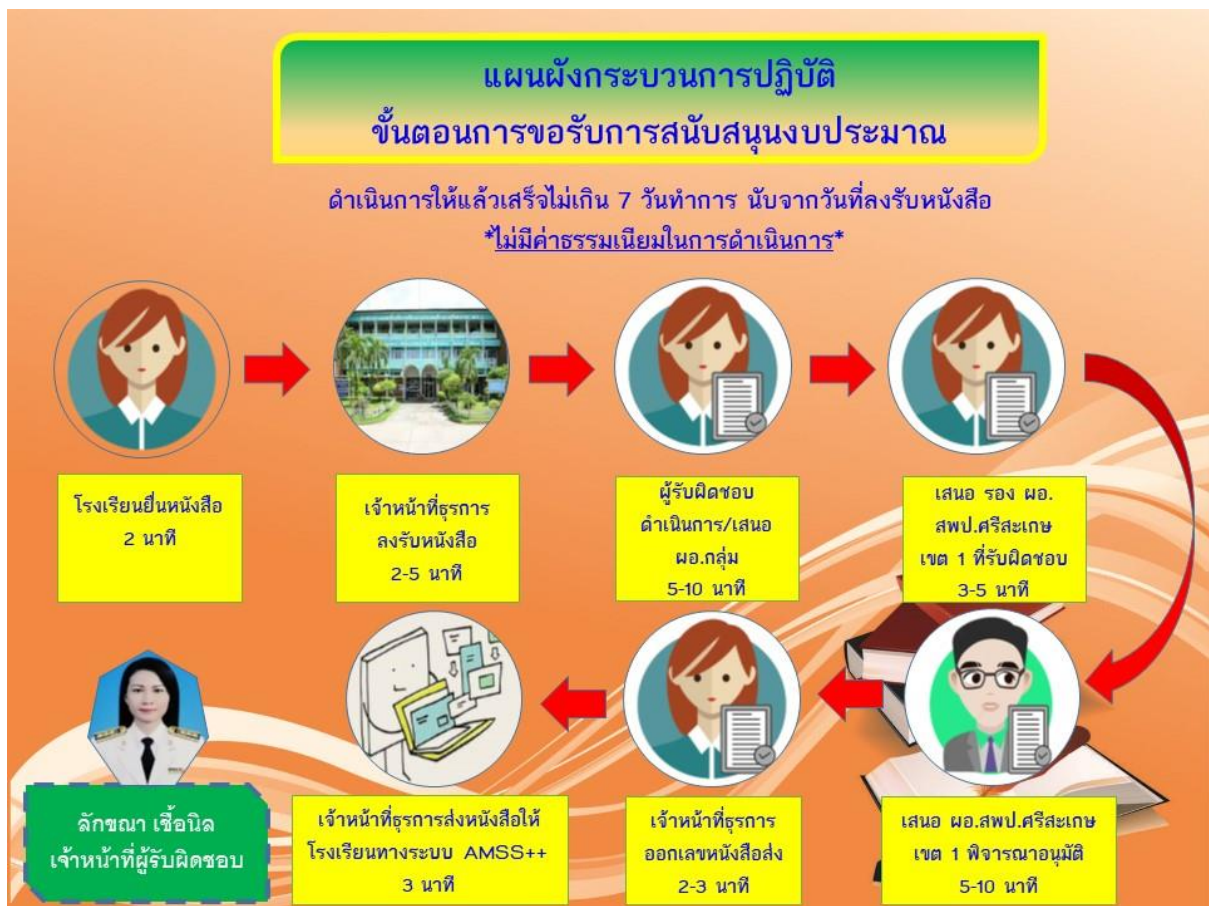 แผนผังกระบวนการปฏิบัติ
ขั้นตอนการขอรับการสนับสนุนงบประมาณ
ดำเนินการให้แล้วเสร็จไม่เกิน 7 วันทำการ นับจากวันที่ลงรับหนังสือ
*ไม่มีค่าธรรมเนียมในการดำเนินการ*
โรงเรียนยื่นหนังสือ
2 นาที
เจ้าหน้าที่ธุรการ
ลงรับหนังสือ
2-5 นาที
ผู้รับผิดชอบ
ดำเนินการ/เสนอ
ผอ.กลุ่ม
5-10 นาที
เสนอ รอง ผอ.
สพป.ศรีสะเกษ
เขต 1 ที่รับผิดชอบ
3-5 นาที
เสนอ ผอ.สพป.ศรีสะเกษ
เขต 1 พิจารณาอนุมัติ
5-10 นาที
เจ้าหน้าที่ธุรการ
ออกเลขหนังสือส่ง
2-3 นาที
เจ้าหน้าที่ธุรการส่งหนังสือให้
โรงเรียนทางระบบ AMSS++
3 นาที
ลักขณา เชื้อนิล
เจ้าหน้าที่ผู้รับผิดชอบ